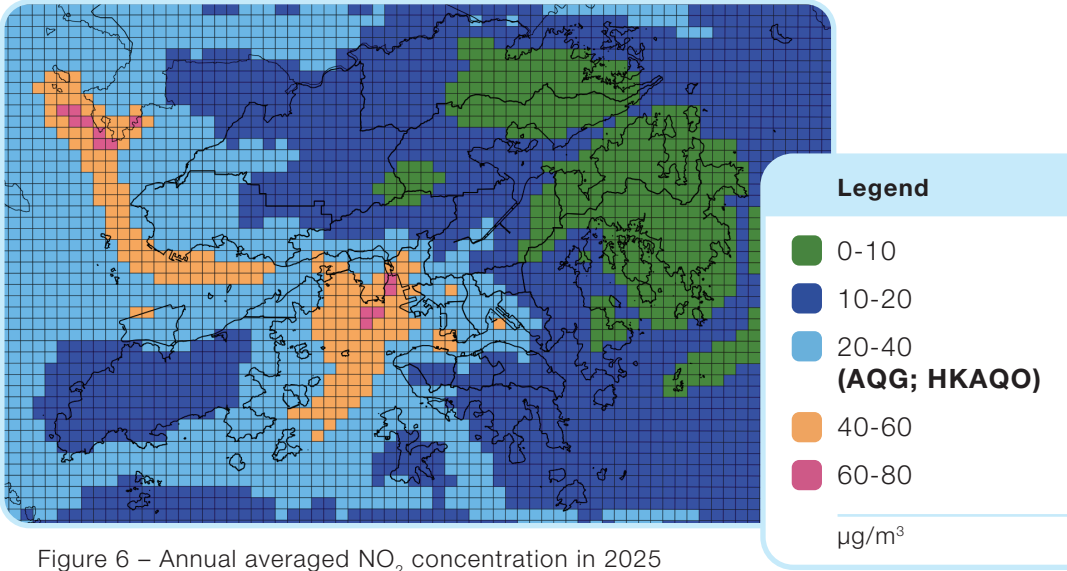 Legend
0-10
10-20
20-40
(AQG; HKAQO)
40-60
60-80
µg/m³
Figure 6 – Annual averaged NO₂ concentration in 2025